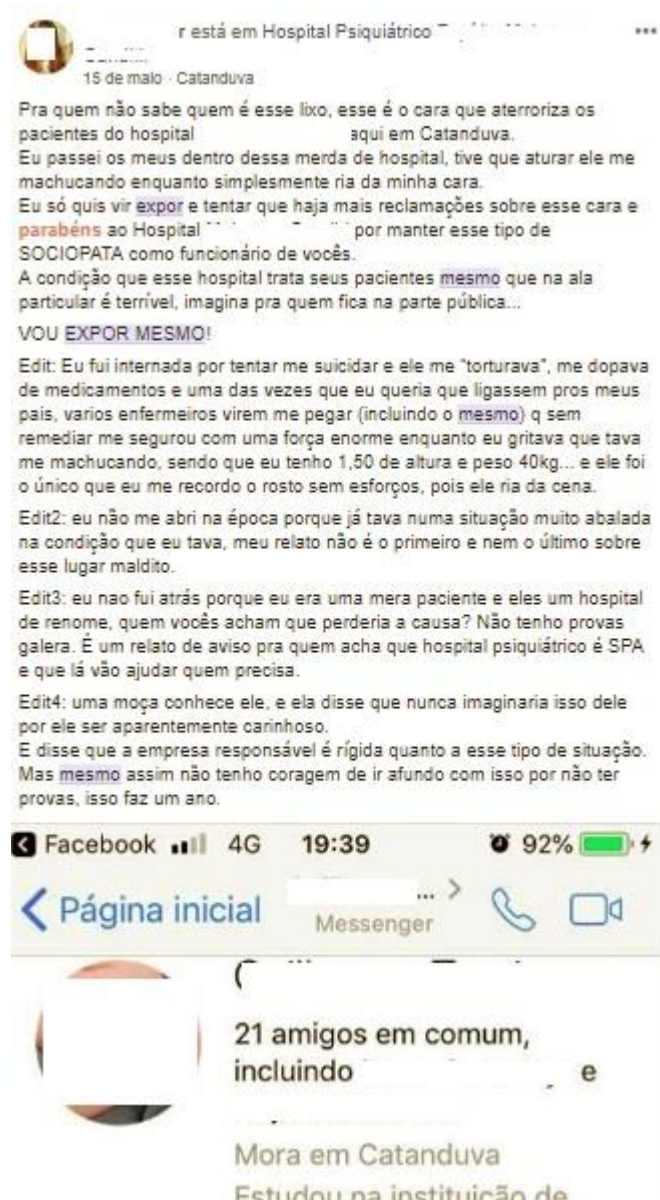 r está em Hospital Psiquiátrico
15 de maio · Catanduva
Pra quem não sabe quem é esse lixo, esse é o cara que aterroriza os
pacientes do hospital aqui em Catanduva.
Eu passei os meus dentro dessa merda de hospital, tive que aturar ele me
machucando enquanto simplesmente ria da minha cara.
Eu só quis vir expor e tentar que haja mais reclamações sobre esse cara e
parabéns ao Hospital por manter esse tipo de
SOCIOPATA como funcionário de vocês.
A condição que esse hospital trata seus pacientes mesmo que na ala
particular é terrível, imagina pra quem fica na parte pública...
VOU EXPOR MESMO!
Edit: Eu fui internada por tentar me suicidar e ele me "torturava", me dopava
de medicamentos e uma das vezes que eu queria que ligassem pros meus
pais, varios enfermeiros virem me pegar (incluindo o mesmo) q sem
remediar me segurou com uma força enorme enquanto eu gritava que tava
me machucando, sendo que eu tenho 1,50 de altura e peso 40kg... e ele foi
o único que eu me recordo o rosto sem esforços, pois ele ria da cena.
Edit2: eu não me abri na época porque já tava numa situação muito abalada
na condição que eu tava, meu relato não é o primeiro e nem o último sobre
esse lugar maldito.
Edit3: eu nao fui atrás porque eu era uma mera paciente e eles um hospital
de renome, quem vocês acham que perderia a causa? Não tenho provas
galera. É um relato de aviso pra quem acha que hospital psiquiátrico é SPA
e que lá vão ajudar quem precisa.
Edit4: uma moça conhece ele, e ela disse que nunca imaginaria isso dele
por ele ser aparentemente carinhoso.
E disse que a empresa responsável é rígida quanto a esse tipo de situação.
Mas mesmo assim não tenho coragem de ir afundo com isso por não ter
provas, isso faz um ano.
Facebook 4G 19:39 92%
Página inicial
...
Messenger
21 amigos em comum,
incluindo e
Mora em Catanduva
Estudou na instituição de